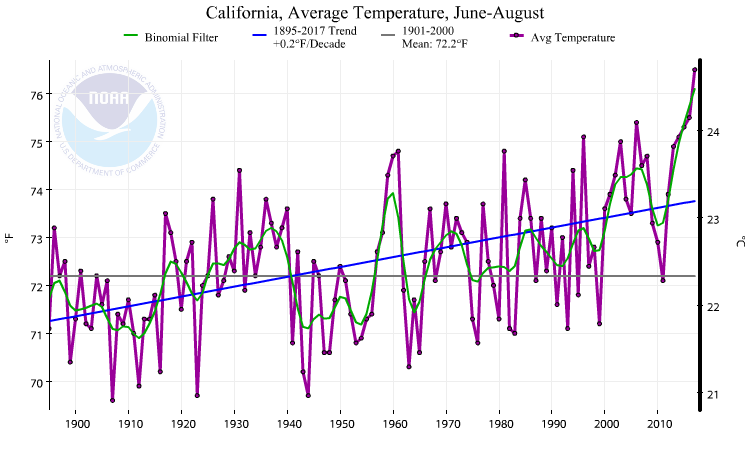 California, Average Temperature, June-August
Binomial Filter
1895-2017 Trend
+0.2°F/Decade
1901-2000
Mean: 72.2°F
Avg Temperature
NATIONAL OCEANIC AND ATMOSPHERIC ADMINISTRATION
NOAA
U.S. DEPARTMENT OF COMMERCE
°F
76
75
74
73
72
71
70
°C
24
23
22
21
1900
1910
1920
1930
1940
1950
1960
1970
1980
1990
2000
2010